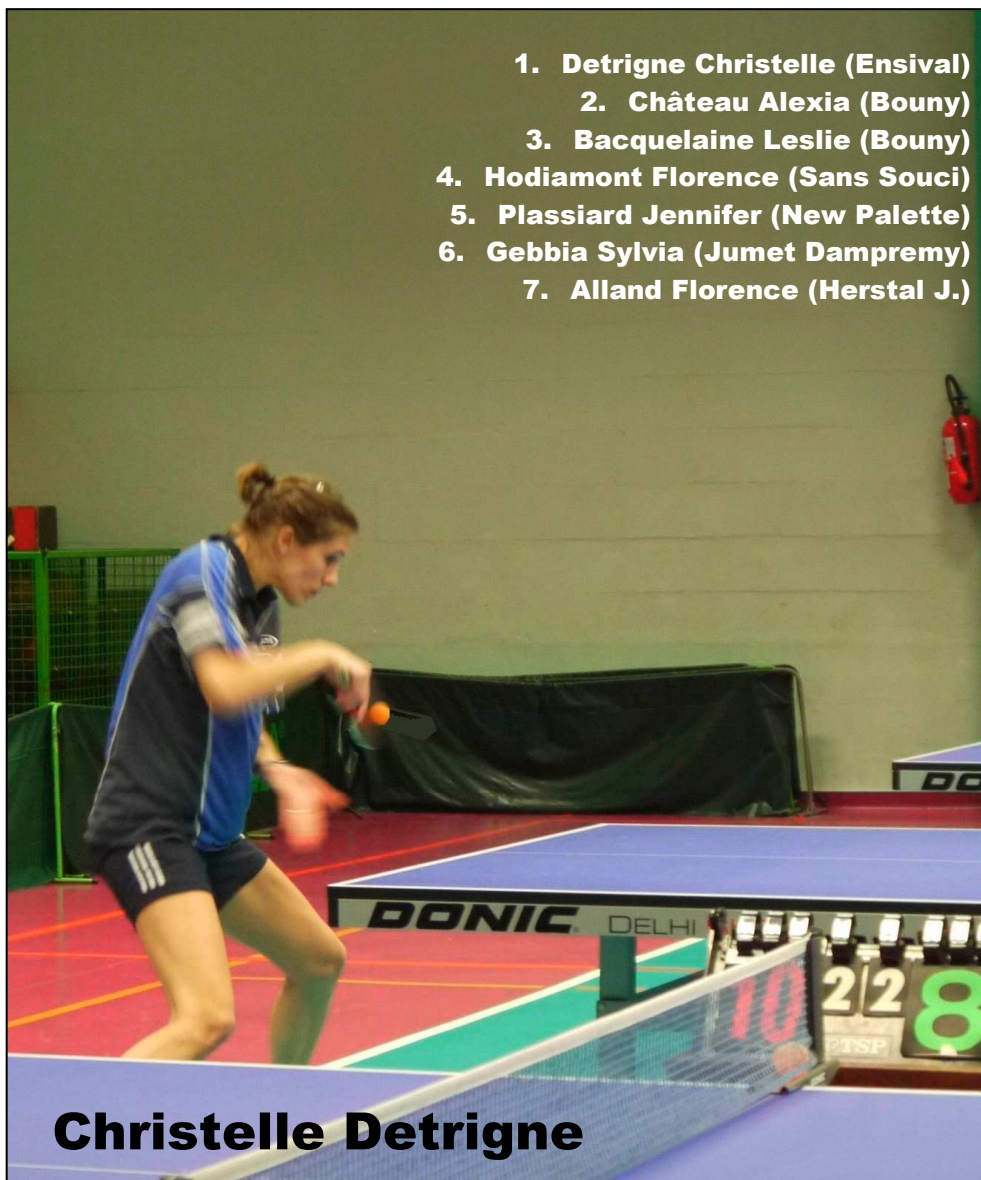 1. Detrigne Christelle (Ensival)
2. Château Alexia (Bouny)
3. Bacquelaine Leslie (Bouny)
4. Hodiamont Florence (Sans Souci)
5. Plassiard Jennifer (New Palette)
6. Gebbia Sylvia (Jumet Dampremy)
7. Alland Florence (Herstal J.)
DONIC DELHI
10 2 2 8
TSP
Christelle Detrigne